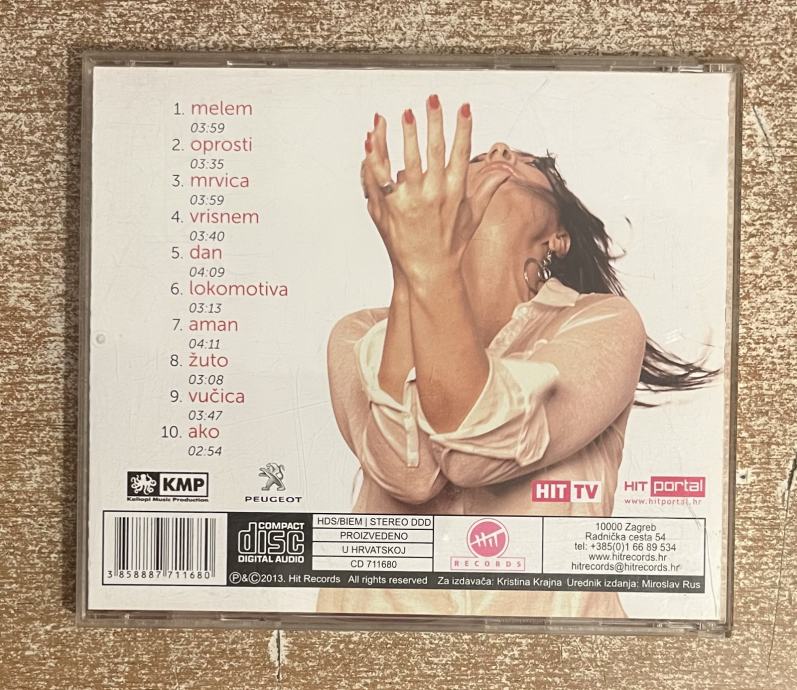 1. melem
03:59
2. oprosti
03:35
3. mrvica
03:59
4. vrisnem
03:40
5. dan
04:09
6. lokomotiva
03:13
7. aman
04:11
8. žuto
03:08
9. vučica
03:47
10. ako
02:54
KMP
Kaliopi Music Production
PEUGEOT
HIT TV
HIT portal
www.hitportal.hr
3 858887 711680
COMPACT
disc
DIGITAL AUDIO
HDS/BIEM | STEREO DDD
PROIZVEDENO
U HRVATSKOJ
CD 711680
HIT
RECORDS
10000 Zagreb
Radnička cesta 54
tel: +385(0)1 66 89 534
www.hitrecords.hr
hitrecords@hitrecords.hr
Ⓟ&©2013. Hit Records All rights reserved Za izdavača: Kristina Krajna Urednik izdanja: Miroslav Rus